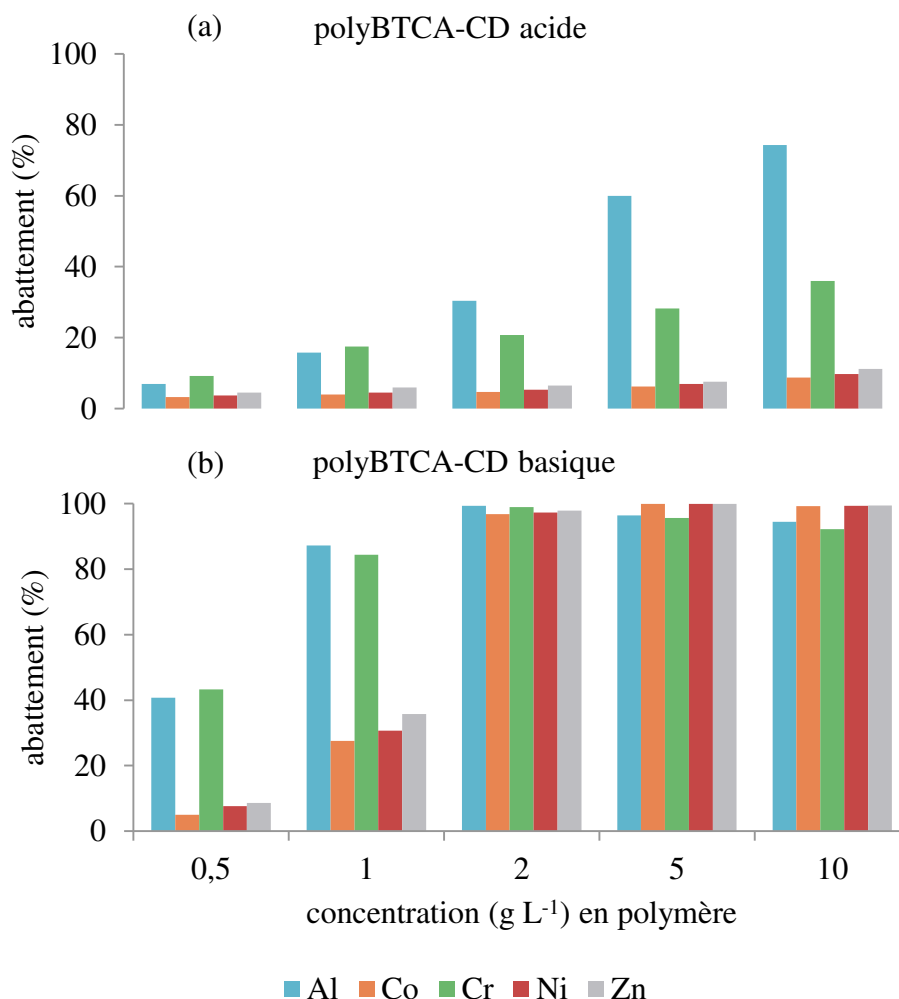 (a) polyBTCA-CD acide
100
80
60
40
20
0
abattement (%)
(b) polyBTCA-CD basique
100
80
60
40
20
0
abattement (%)
0,5 1 2 5 10
concentration (g L⁻¹) en polymère
Al Co Cr Ni Zn